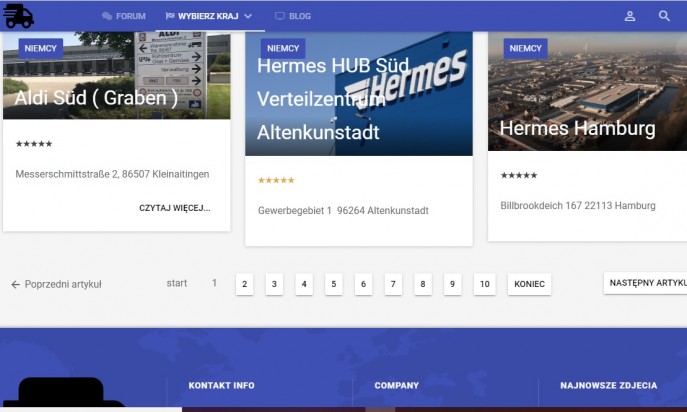 FORUM WYBIERZ KRAJ BLOG
NIEMCY
Aldi Süd ( Graben )
★★★★★
Messerschmittstraße 2, 86507 Kleinaitingen
CZYTAJ WIĘCEJ...
NIEMCY
Hermes HUB Süd
Verteilzentrum
Altenkunstadt
Hermes
★★★★★
Gewerbegebiet 1 96264 Altenkunstadt
NIEMCY
Hermes Hamburg
★★★★★
Billbrookdeich 167 22113 Hamburg
← Poprzedni artykuł start 1 2 3 4 5 6 7 8 9 10 KONIEC NASTĘPNY ARTYKU
KONTAKT INFO COMPANY NAJNOWSZE ZDJECIA